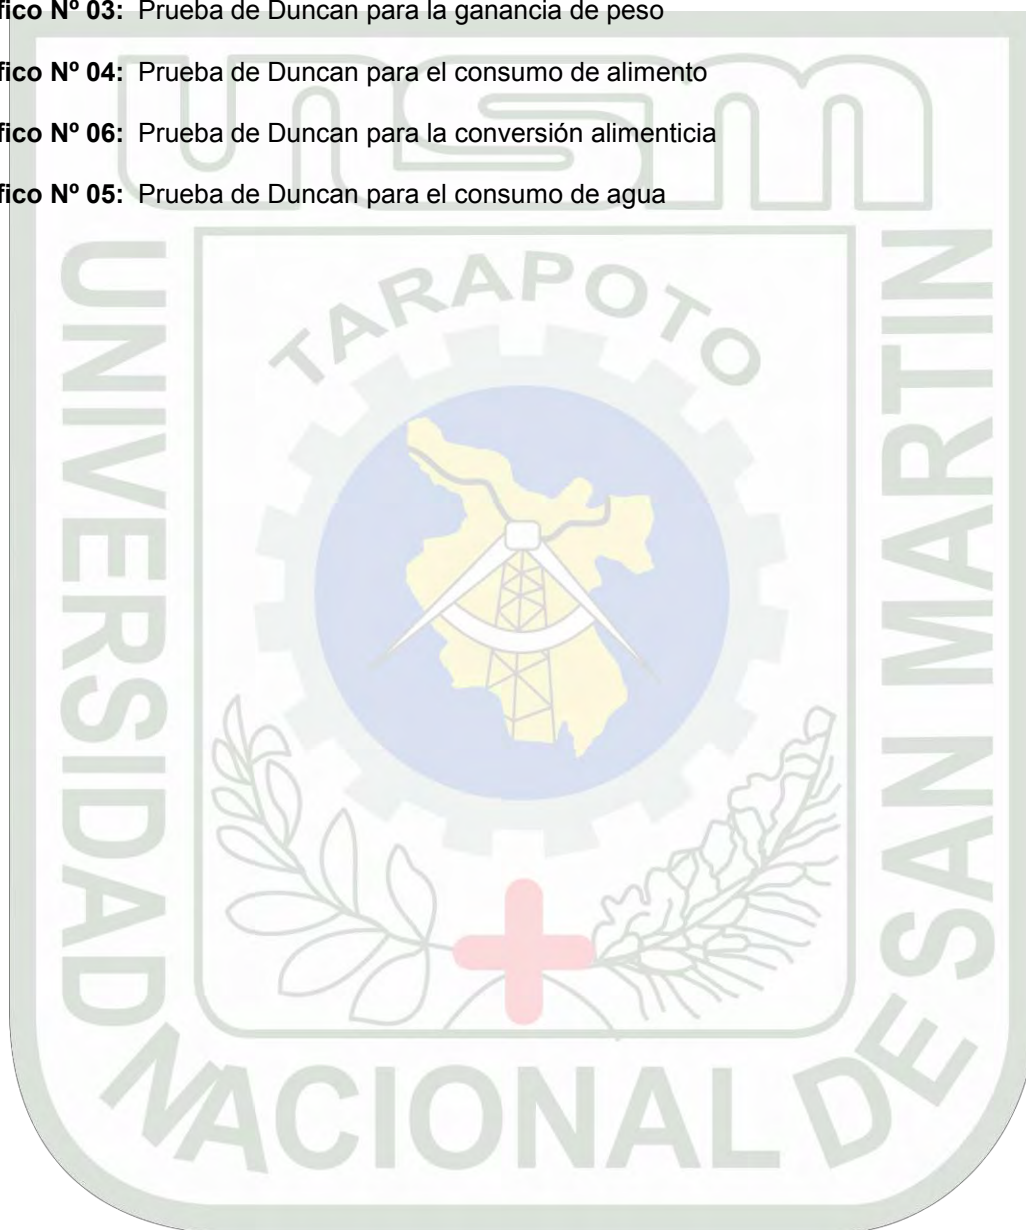 fico Nº 03: Prueba de Duncan para la ganancia de peso
fico Nº 04: Prueba de Duncan para el consumo de alimento
fico Nº 06: Prueba de Duncan para la conversión alimenticia
fico Nº 05: Prueba de Duncan para el consumo de agua
unsm
TARAPOTO
UNIVERSIDAD NACIONAL DE SAN MARTIN